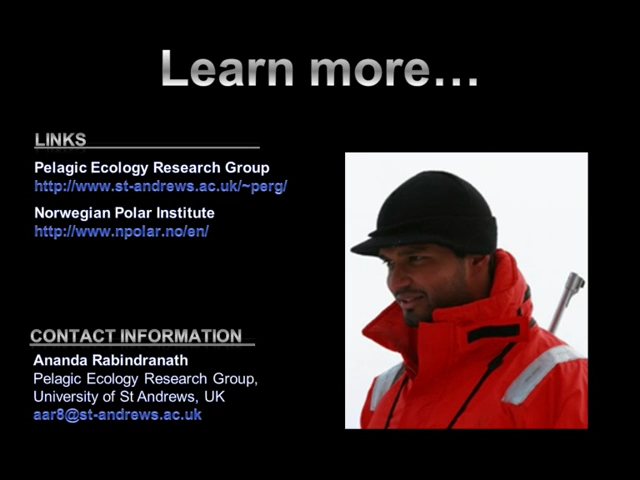 Learn more…
LINKS
Pelagic Ecology Research Group
http://www.st-andrews.ac.uk/~perg/
Norwegian Polar Institute
http://www.npolar.no/en/
CONTACT INFORMATION
Ananda Rabindranath
Pelagic Ecology Research Group,
University of St Andrews, UK
aar8@st-andrews.ac.uk